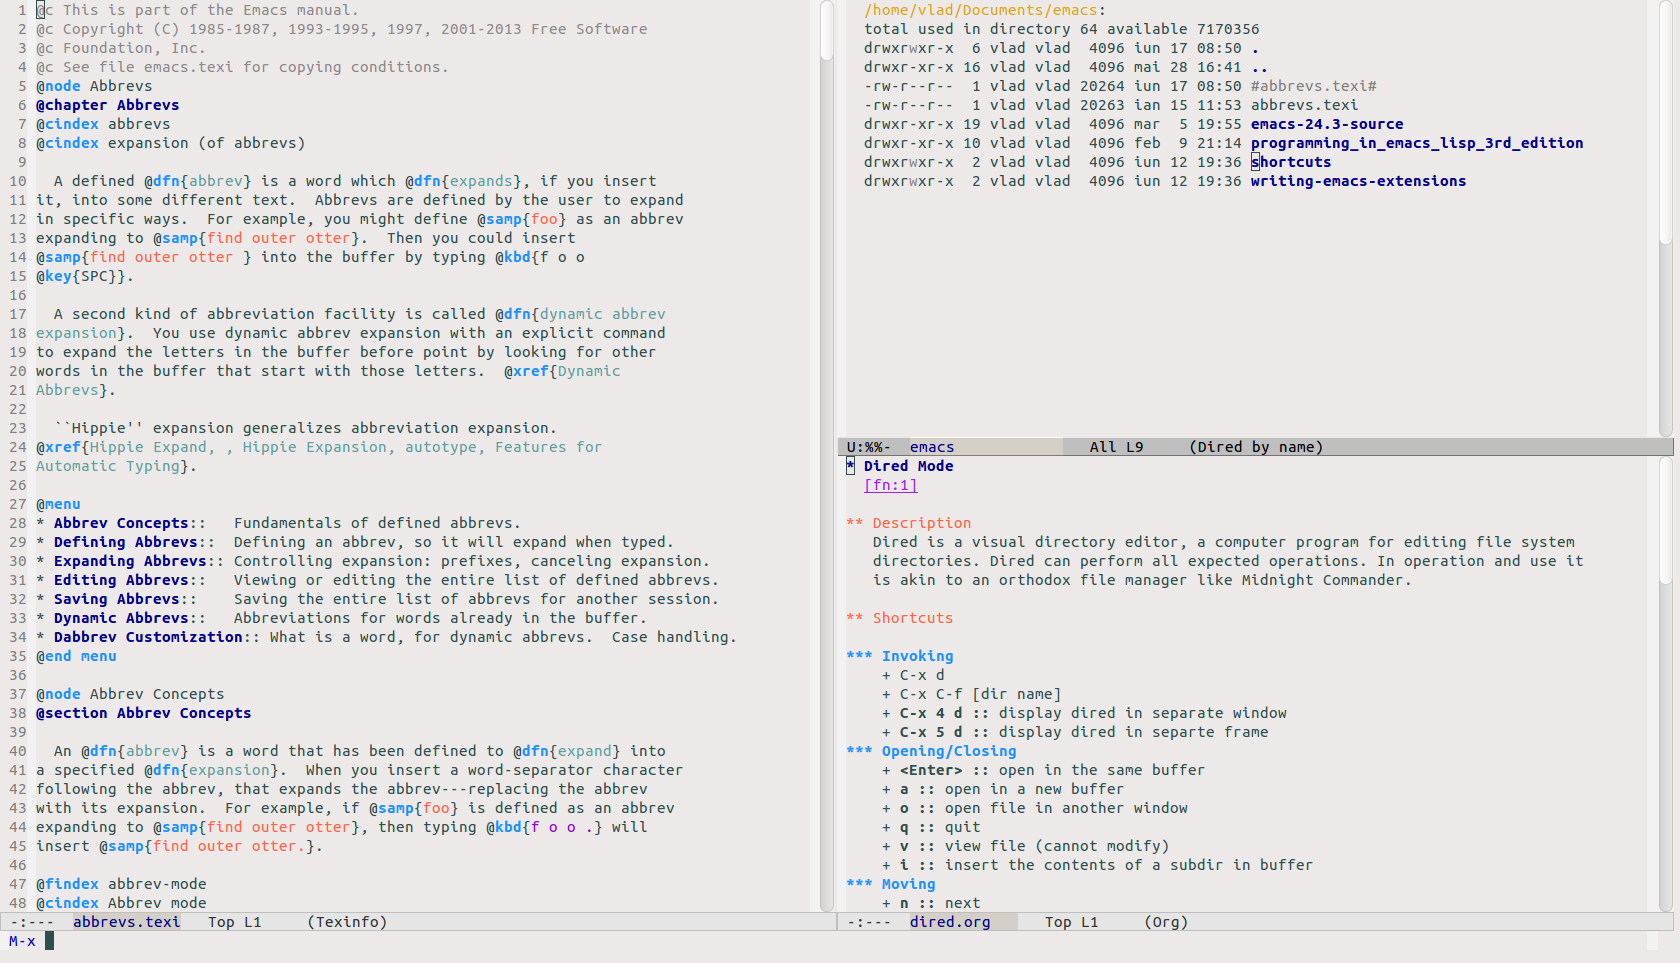 1 @c This is part of the Emacs manual.
2 @c Copyright (C) 1985-1987, 1993-1995, 1997, 2001-2013 Free Software
3 @c Foundation, Inc.
4 @c See file emacs.texi for copying conditions.
5 @node Abbrevs
6 @chapter Abbrevs
7 @cindex abbrevs
8 @cindex expansion (of abbrevs)
9
10   A defined @dfn{abbrev} is a word which @dfn{expands}, if you insert
11 it, into some different text.  Abbrevs are defined by the user to expand
12 in specific ways.  For example, you might define @samp{foo} as an abbrev
13 expanding to @samp{find outer otter}.  Then you could insert
14 @samp{find outer otter } into the buffer by typing @kbd{f o o
15 @key{SPC}}.
16
17   A second kind of abbreviation facility is called @dfn{dynamic abbrev
18 expansion}.  You use dynamic abbrev expansion with an explicit command
19 to expand the letters in the buffer before point by looking for other
20 words in the buffer that start with those letters.  @xref{Dynamic
21 Abbrevs}.
22
23   ``Hippie'' expansion generalizes abbreviation expansion.
24 @xref{Hippie Expand, , Hippie Expansion, autotype, Features for
25 Automatic Typing}.
26
27 @menu
28 * Abbrev Concepts::   Fundamentals of defined abbrevs.
29 * Defining Abbrevs::  Defining an abbrev, so it will expand when typed.
30 * Expanding Abbrevs:: Controlling expansion: prefixes, canceling expansion.
31 * Editing Abbrevs::   Viewing or editing the entire list of defined abbrevs.
32 * Saving Abbrevs::    Saving the entire list of abbrevs for another session.
33 * Dynamic Abbrevs::   Abbreviations for words already in the buffer.
34 * Dabbrev Customization:: What is a word, for dynamic abbrevs.  Case handling.
35 @end menu
36
37 @node Abbrev Concepts
38 @section Abbrev Concepts
39
40   An @dfn{abbrev} is a word that has been defined to @dfn{expand} into
41 a specified @dfn{expansion}.  When you insert a word-separator character
42 following the abbrev, that expands the abbrev---replacing the abbrev
43 with its expansion.  For example, if @samp{foo} is defined as an abbrev
44 expanding to @samp{find outer otter}, then typing @kbd{f o o .} will
45 insert @samp{find outer otter.}.
46
47 @findex abbrev-mode
48 @cindex Abbrev mode
-:---  abbrevs.texi   Top L1     (Texinfo)
M-x
/home/vlad/Documents/emacs:
total used in directory 64 available 7170356
drwxrwxr-x  6 vlad vlad  4096 iun 17 08:50 .
drwxr-xr-x 16 vlad vlad  4096 mai 28 16:41 ..
-rw-r--r--  1 vlad vlad 20264 iun 17 08:50 #abbrevs.texi#
-rw-r--r--  1 vlad vlad 20263 ian 15 11:53 abbrevs.texi
drwxr-xr-x 19 vlad vlad  4096 mar  5 19:55 emacs-24.3-source
drwxr-xr-x 10 vlad vlad  4096 feb  9 21:14 programming_in_emacs_lisp_3rd_edition
drwxrwxr-x  2 vlad vlad  4096 iun 12 19:36 shortcuts
drwxrwxr-x  2 vlad vlad  4096 iun 12 19:36 writing-emacs-extensions
U:%%-  emacs               All L9     (Dired by name)
* Dired Mode
[fn:1]
** Description
Dired is a visual directory editor, a computer program for editing file system
directories. Dired can perform all expected operations. In operation and use it
is akin to an orthodox file manager like Midnight Commander.
** Shortcuts
*** Invoking
+ C-x d
+ C-x C-f [dir name]
+ C-x 4 d :: display dired in separate window
+ C-x 5 d :: display dired in separte frame
*** Opening/Closing
+ <Enter> :: open in the same buffer
+ a :: open in a new buffer
+ o :: open file in another window
+ q :: quit
+ v :: view file (cannot modify)
+ i :: insert the contents of a subdir in buffer
*** Moving
+ n :: next
-:---  dired.org      Top L1     (Org)